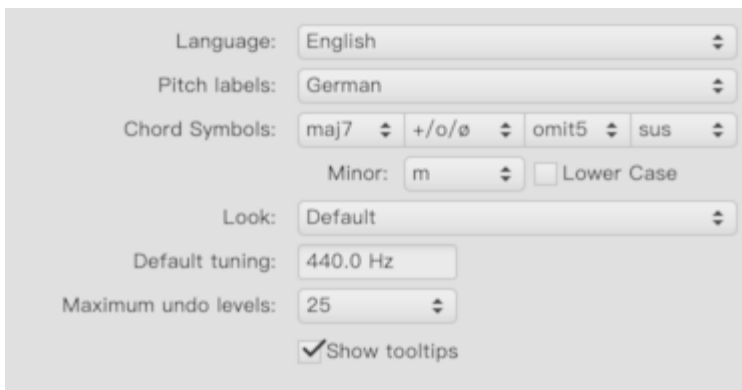 Language: English
Pitch labels: German
Chord Symbols: maj7 +/o/ø omit5 sus
Minor: m Lower Case
Look: Default
Default tuning: 440.0 Hz
Maximum undo levels: 25
Show tooltips